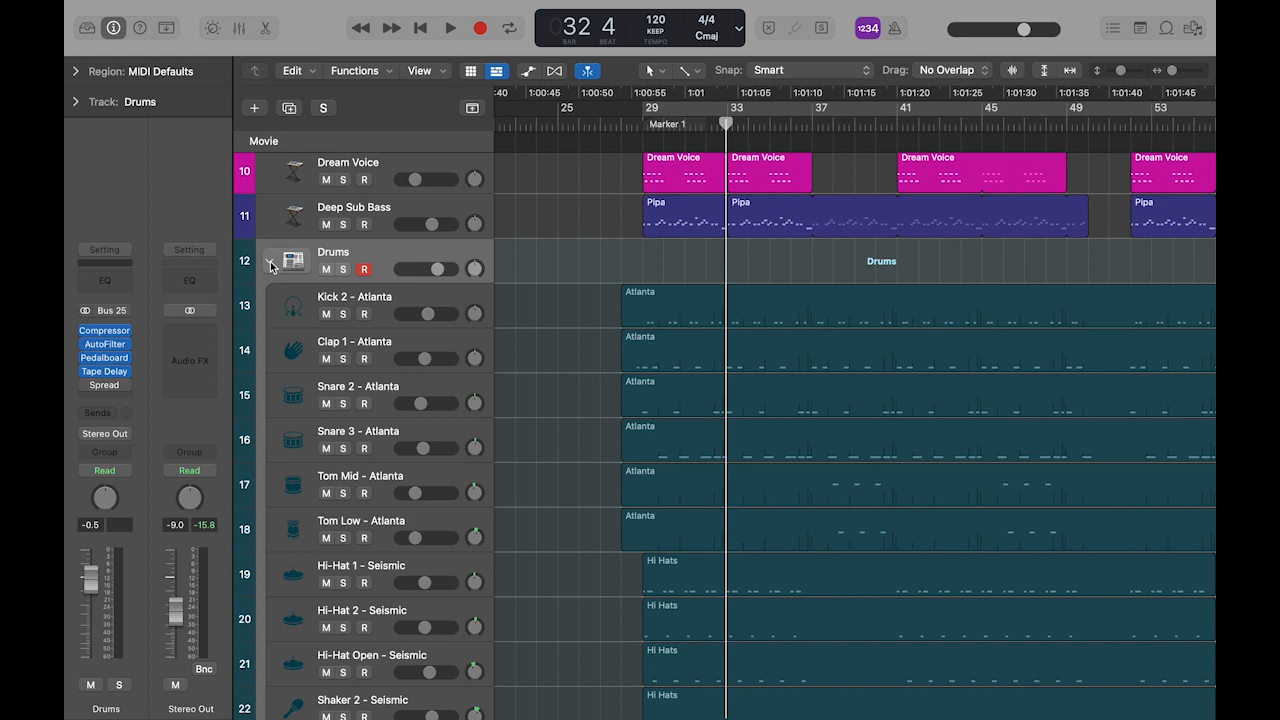 32 4
BAR BEAT
120
KEEP
TEMPO
4/4
Cmaj
S
1234
Region: MIDI Defaults
Edit Functions View
Snap: Smart
Drag: No Overlap
Track: Drums
S
:40 1:00:45 1:00:50 1:00:55 1:01 1:01:05 1:01:10 1:01:15 1:01:20 1:01:25 1:01:30 1:01:35 1:01:40 1:01:45
25 29 33 37 41 45 49 53
Marker 1
Movie
10 Dream Voice
M S R
Dream Voice Dream Voice Dream Voice Dream Voice
11 Deep Sub Bass
M S R
Pipa Pipa Pipa
12 Drums
M S R
Drums
13 Kick 2 - Atlanta
M S R
Atlanta
14 Clap 1 - Atlanta
M S R
Atlanta
15 Snare 2 - Atlanta
M S R
Atlanta
16 Snare 3 - Atlanta
M S R
Atlanta
17 Tom Mid - Atlanta
M S R
Atlanta
18 Tom Low - Atlanta
M S R
Atlanta
19 Hi-Hat 1 - Seismic
M S R
Hi Hats
20 Hi-Hat 2 - Seismic
M S R
Hi Hats
21 Hi-Hat Open - Seismic
M S R
Hi Hats
22 Shaker 2 - Seismic
M S R
Hi Hats
Setting Setting
EQ EQ
Bus 25
Compressor
AutoFilter
Pedalboard
Tape Delay
Spread
Audio FX
Sends
Stereo Out
Group Group
Read Read
-0.5 -9.0 -15.8
Bnc
M S M
Drums Stereo Out